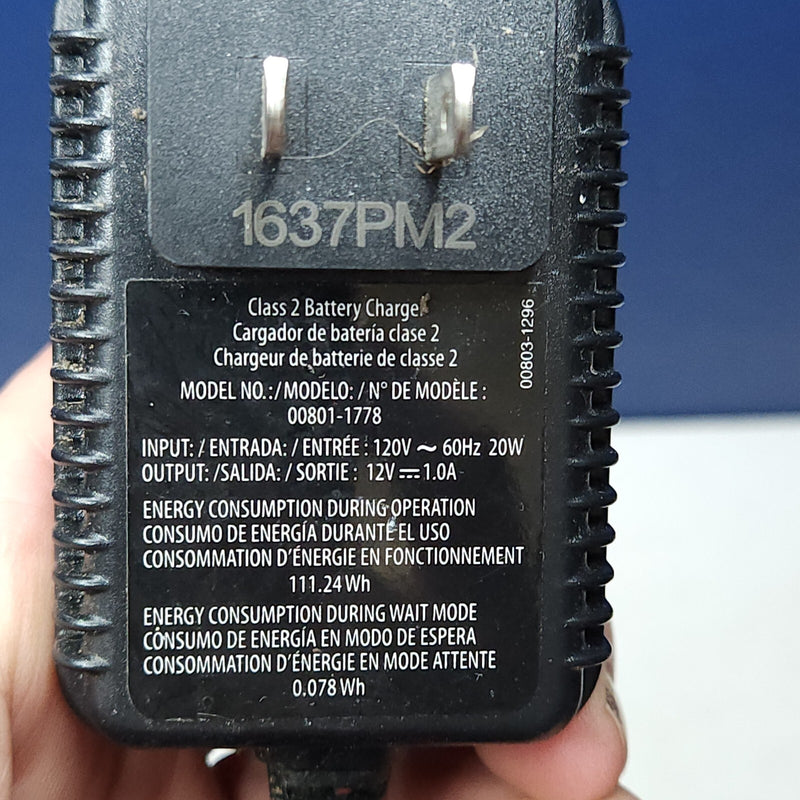 1637PM2
Class 2 Battery Charger
Cargador de batería clase 2
Chargeur de batterie de classe 2
00803-1296
MODEL NO.:/MODELO: / N° DE MODÈLE :
00801-1778
INPUT: / ENTRADA: / ENTRÉE : 120V ~ 60Hz 20W
OUTPUT: /SALIDA: / SORTIE : 12V ⎓ 1.0A
ENERGY CONSUMPTION DURING OPERATION
CONSUMO DE ENERGÍA DURANTE EL USO
CONSOMMATION D'ÉNERGIE EN FONCTIONNEMENT
111.24 Wh
ENERGY CONSUMPTION DURING WAIT MODE
CONSUMO DE ENERGÍA EN MODO DE ESPERA
CONSOMMATION D'ÉNERGIE EN MODE ATTENTE
0.078 Wh